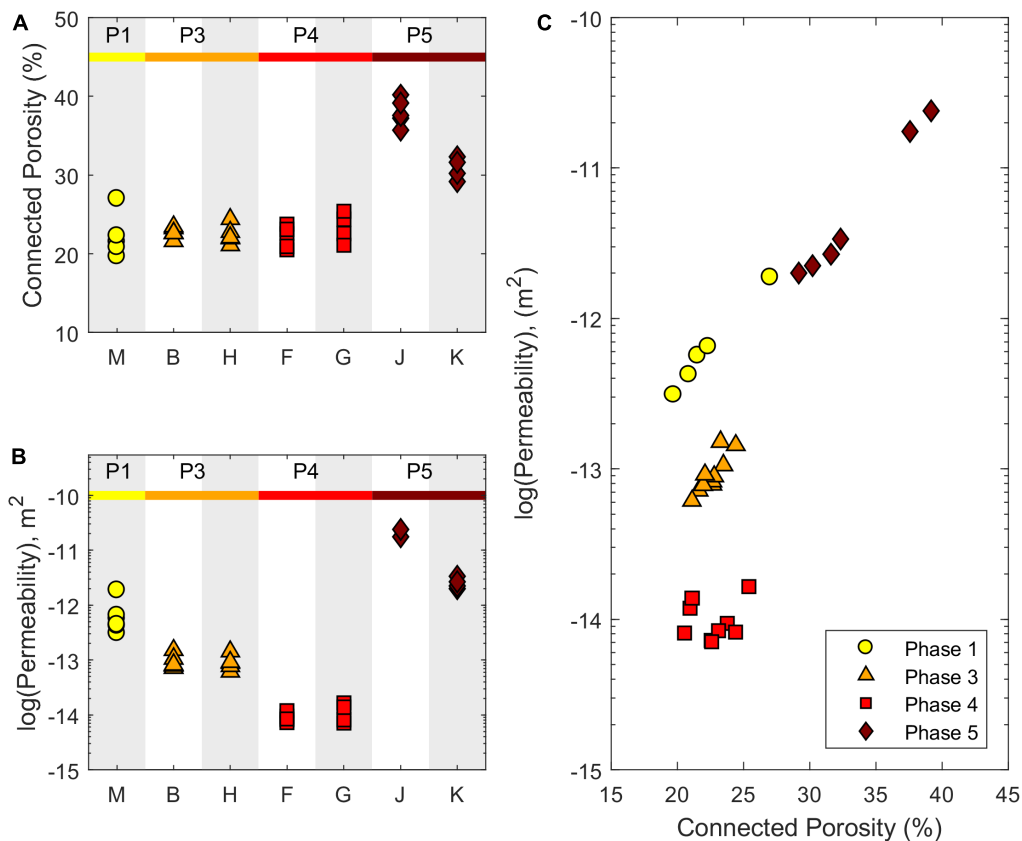 A
P1 P3 P4 P5
Connected Porosity (%)
50
40
30
20
10
M B H F G J K
B
P1 P3 P4 P5
log(Permeability), m²
-10
-11
-12
-13
-14
-15
M B H F G J K
C
log(Permeability), (m²)
-10
-11
-12
-13
-14
-15
Phase 1
Phase 3
Phase 4
Phase 5
15 20 25 30 35 40 45
Connected Porosity (%)